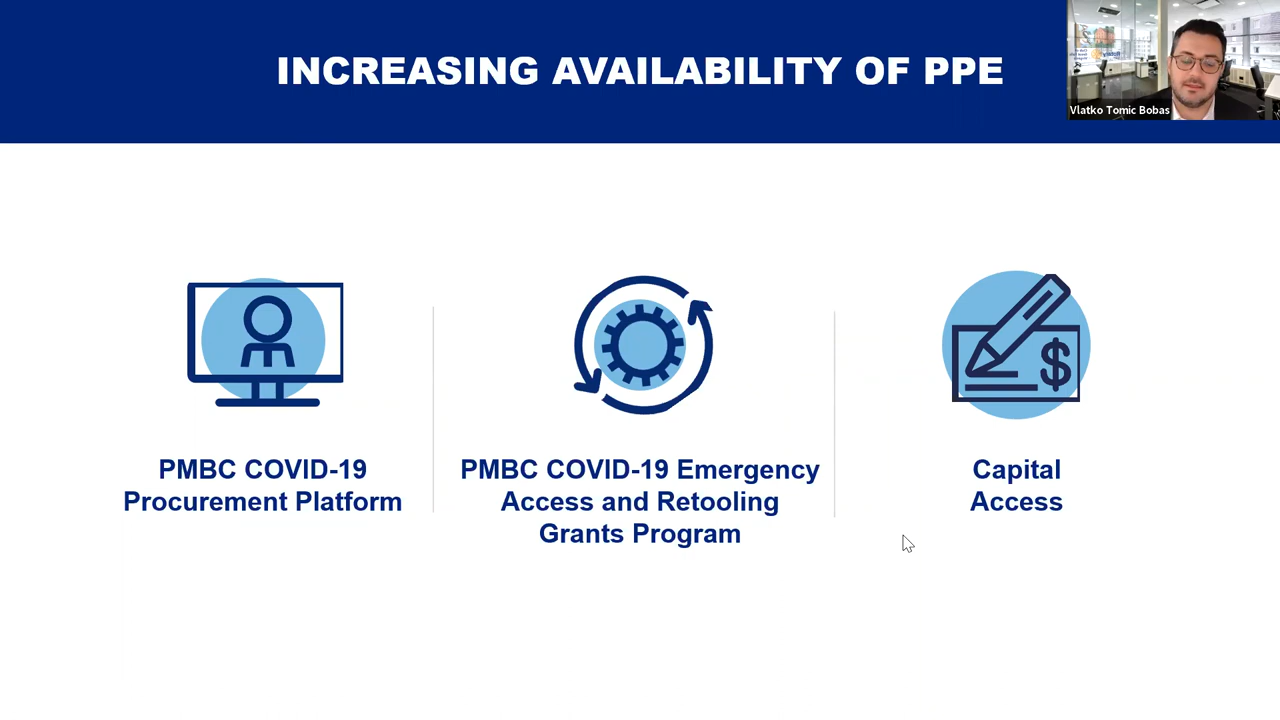 INCREASING AVAILABILITY OF PPE
Vlatko Tomic Bobas
$
PMBC COVID-19
Procurement Platform
PMBC COVID-19 Emergency
Access and Retooling
Grants Program
Capital
Access